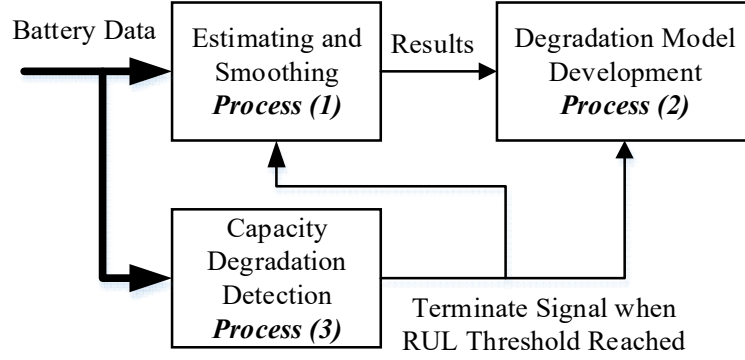 Battery Data
Estimating and
Smoothing
Process (1)
Results
Degradation Model
Development
Process (2)
Capacity
Degradation
Detection
Process (3)
Terminate Signal when
RUL Threshold Reached